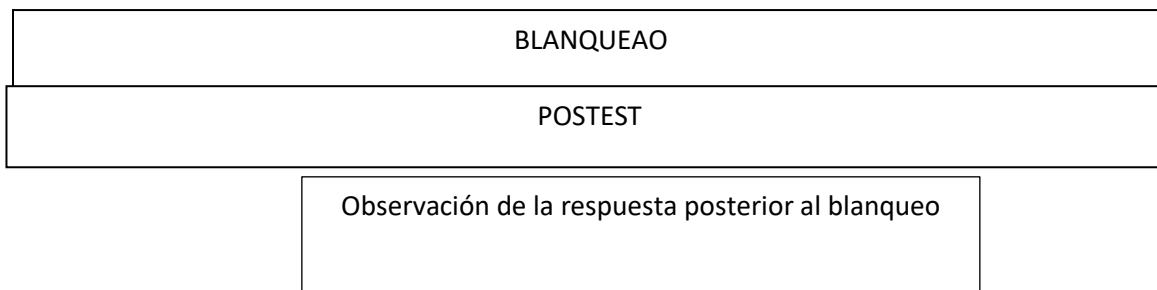 BLANQUEAO
POSTEST
Observación de la respuesta posterior al blanqueo